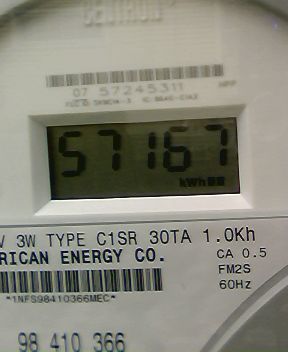 CENTRON
07 57245311
57167
kWh
V 3W TYPE C1SR 30TA 1.0Kh
RICAN ENERGY CO.
CA 0.5
FM2S
60Hz
*1NFS98410366MEC*
98 410 366